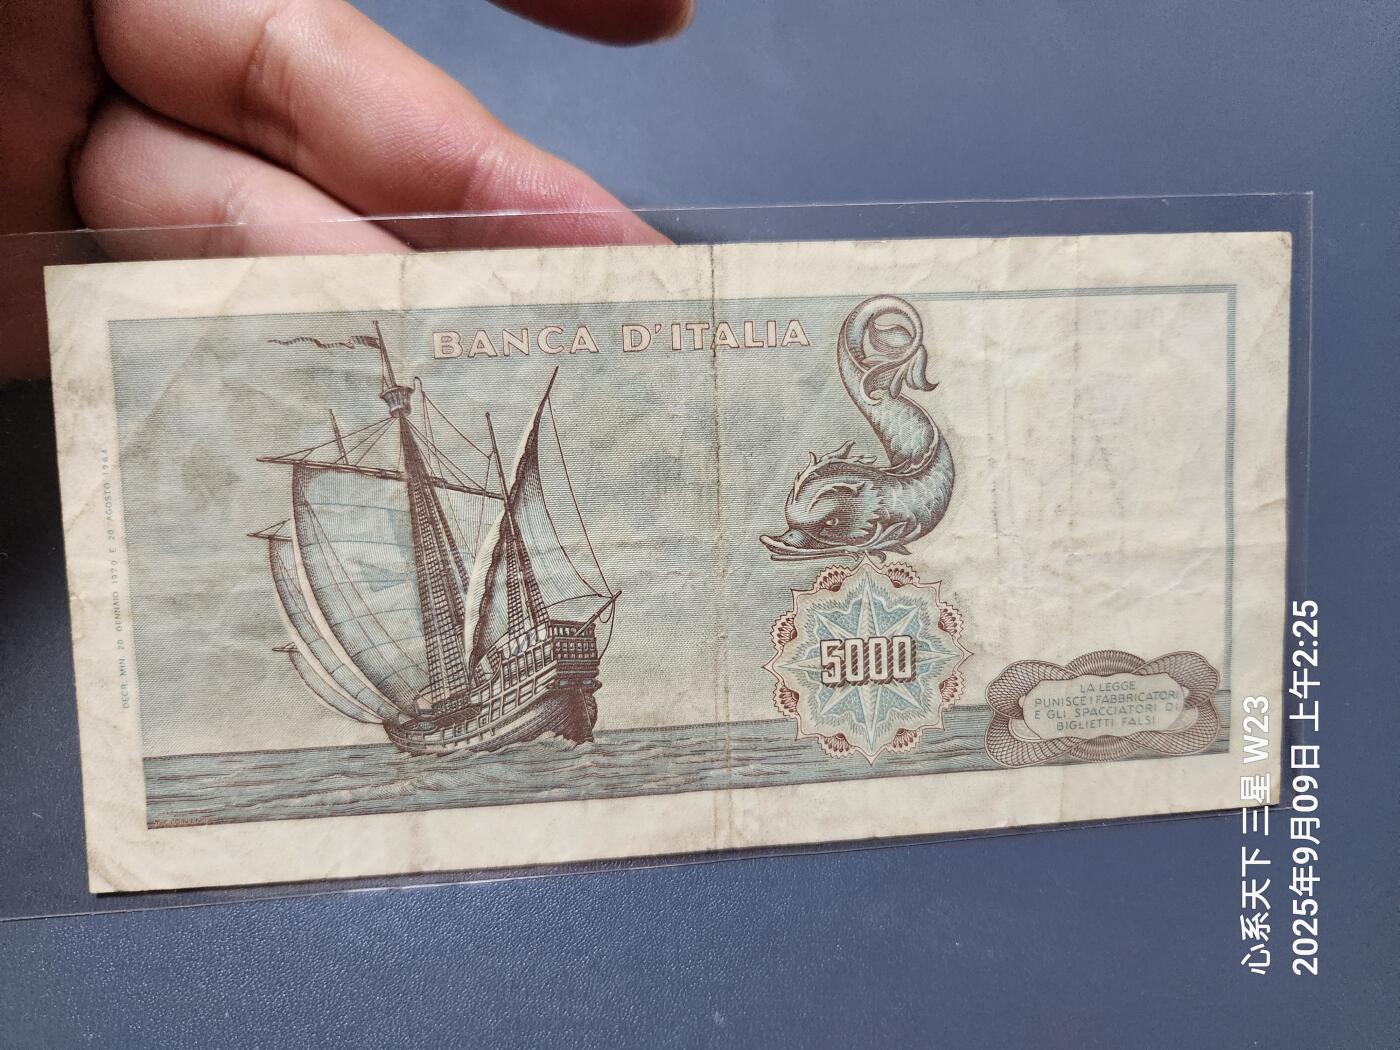 BANCA D'ITALIA
DECR. MIN. 20 GENNAIO 1970 E 20 AGOSTO 1964
5000
LA LEGGE
PUNISCE I FABBRICATORI
E GLI SPACCIATORI DI
BIGLIETTI FALSI
心系天下 三星 W23
2025年9月09日 上午2:25